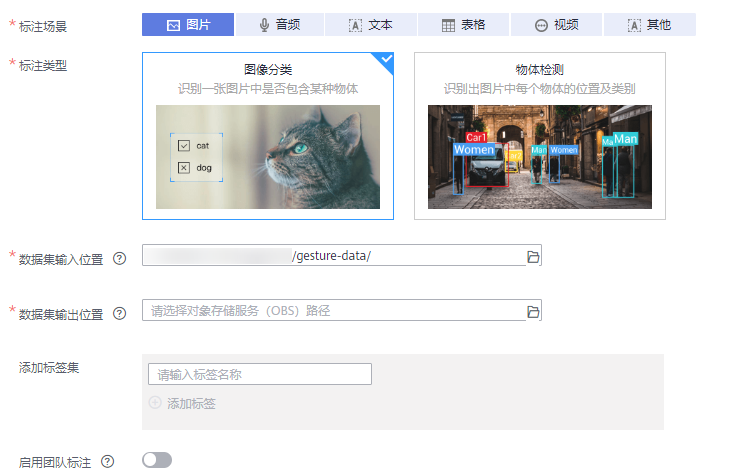 * 标注场景
图片
音频
文本
表格
视频
其他
* 标注类型
图像分类
识别一张图片中是否包含某种物体
cat
dog
物体检测
识别出图片中每个物体的位置及类别
Car1
Women
Man
Women
Ma
Man
* 数据集输入位置 ?
/gesture-data/
* 数据集输出位置 ?
请选择对象存储服务（OBS）路径
添加标签集
请输入标签名称
添加标签
启用团队标注 ?